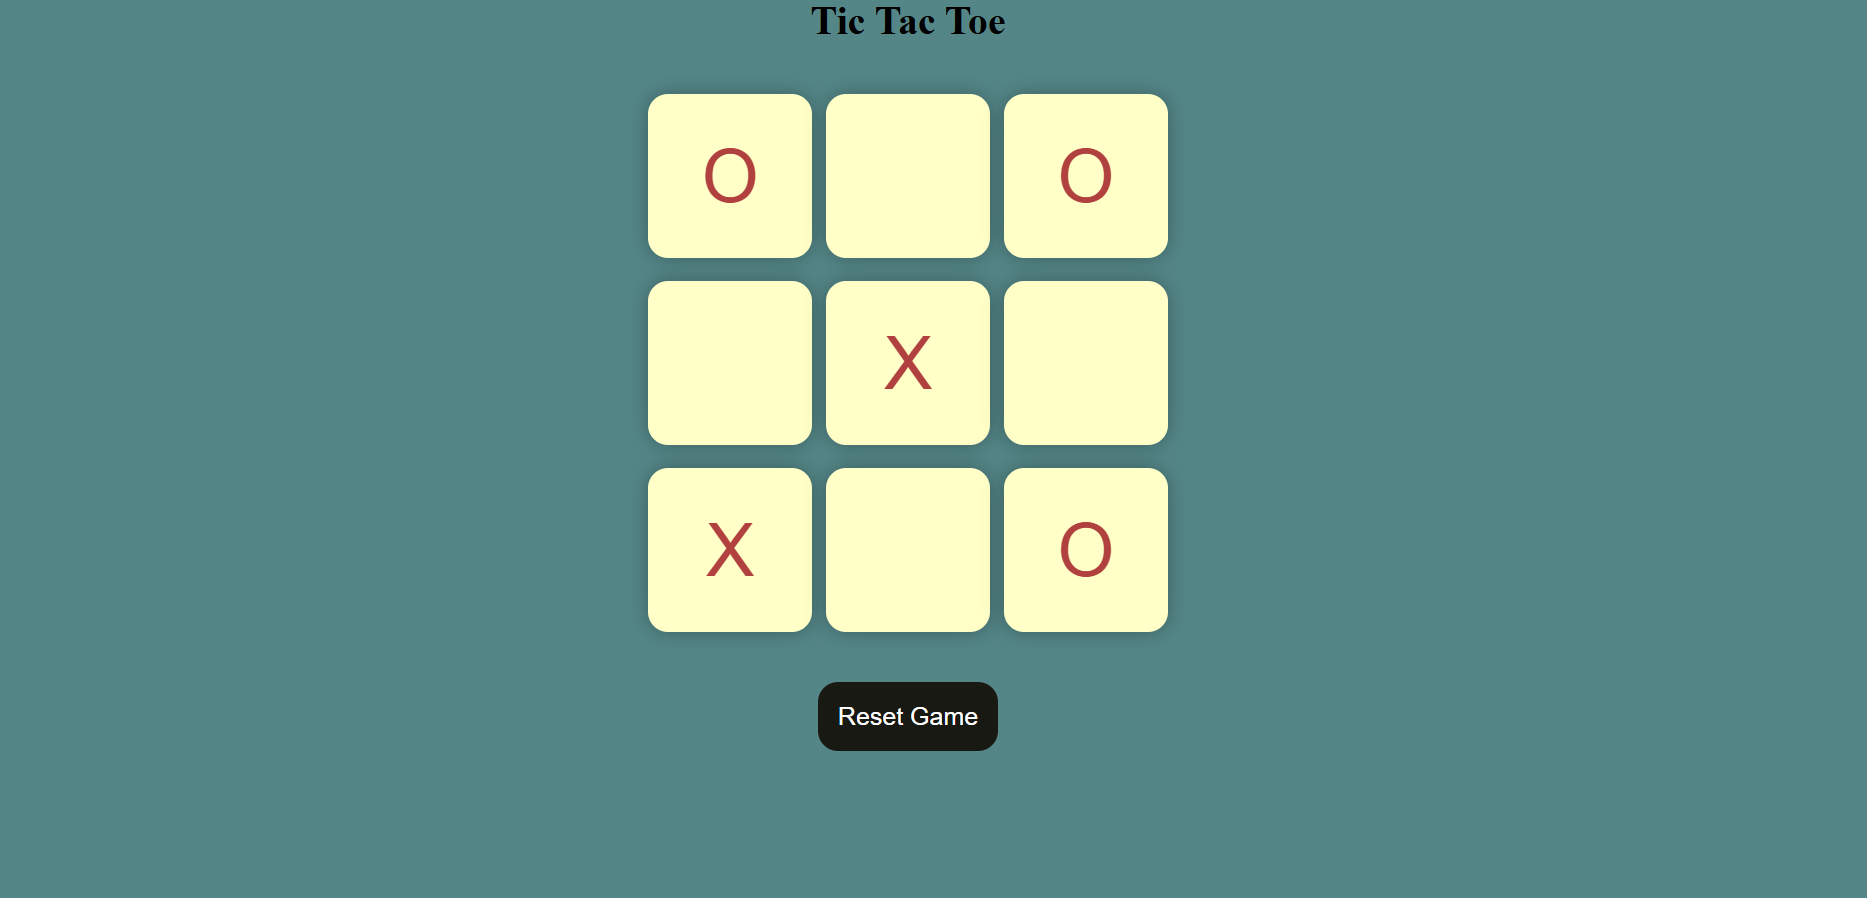 Tic Tac Toe
O O
X
X O
Reset Game